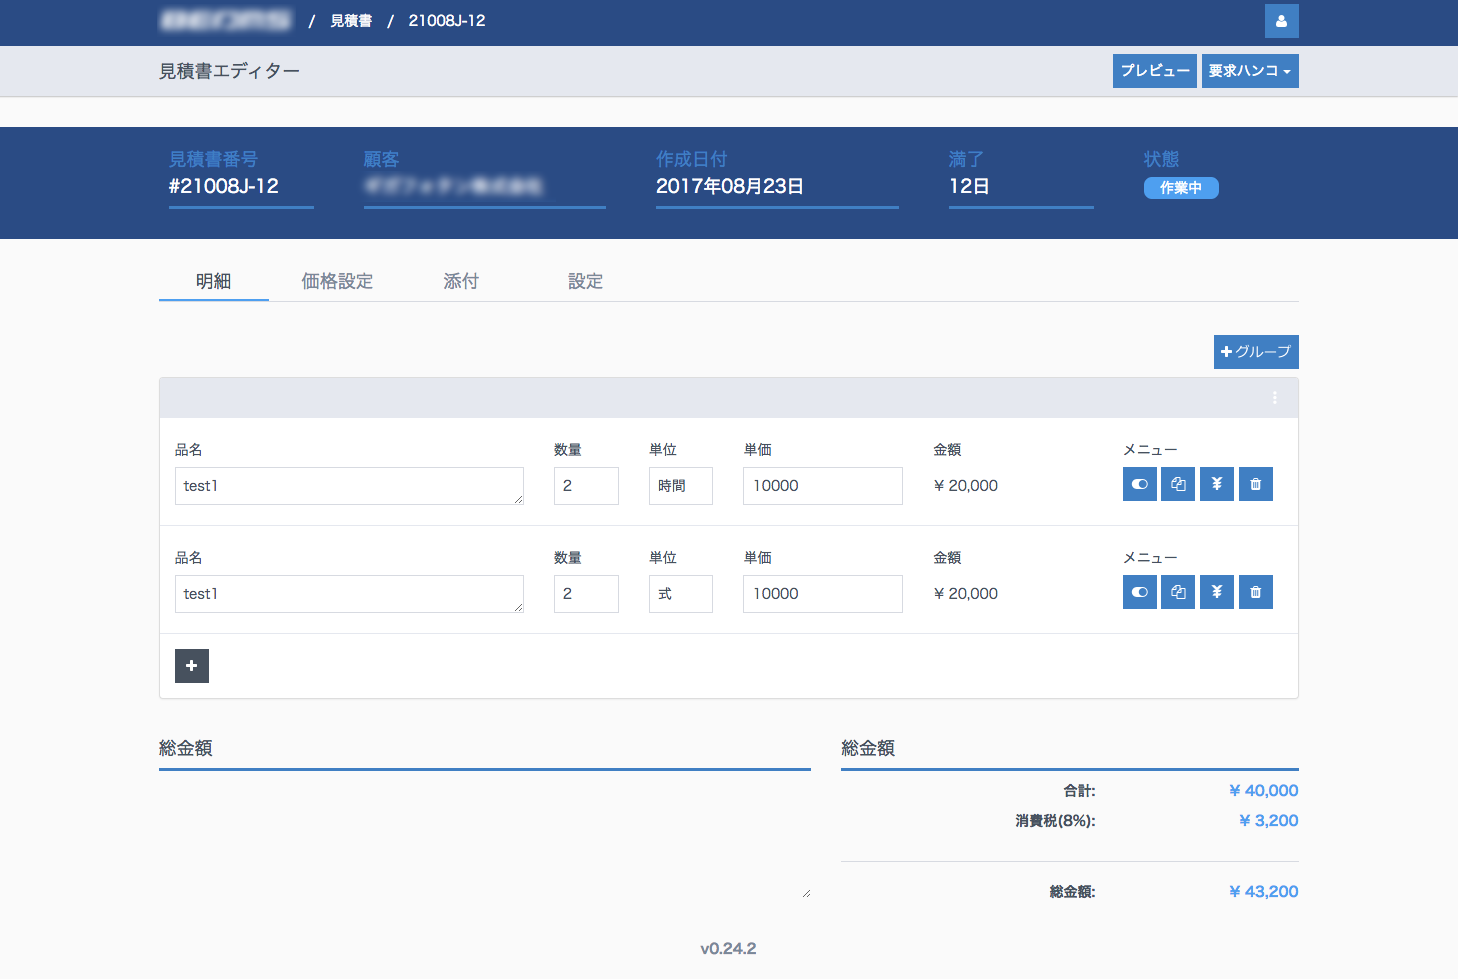 / 見積書 / 21008J-12
見積書エディター
プレビュー 要求ハンコ
見積書番号 顧客 作成日付 満了 状態
#21008J-12 2017年08月23日 12日 作業中
明細 価格設定 添付 設定
+グループ
品名 数量 単位 単価 金額 メニュー
test1 2 時間 10000 ¥ 20,000
品名 数量 単位 単価 金額 メニュー
test1 2 式 10000 ¥ 20,000
+
総金額 総金額
合計: ¥ 40,000
消費税(8%): ¥ 3,200
総金額: ¥ 43,200
v0.24.2